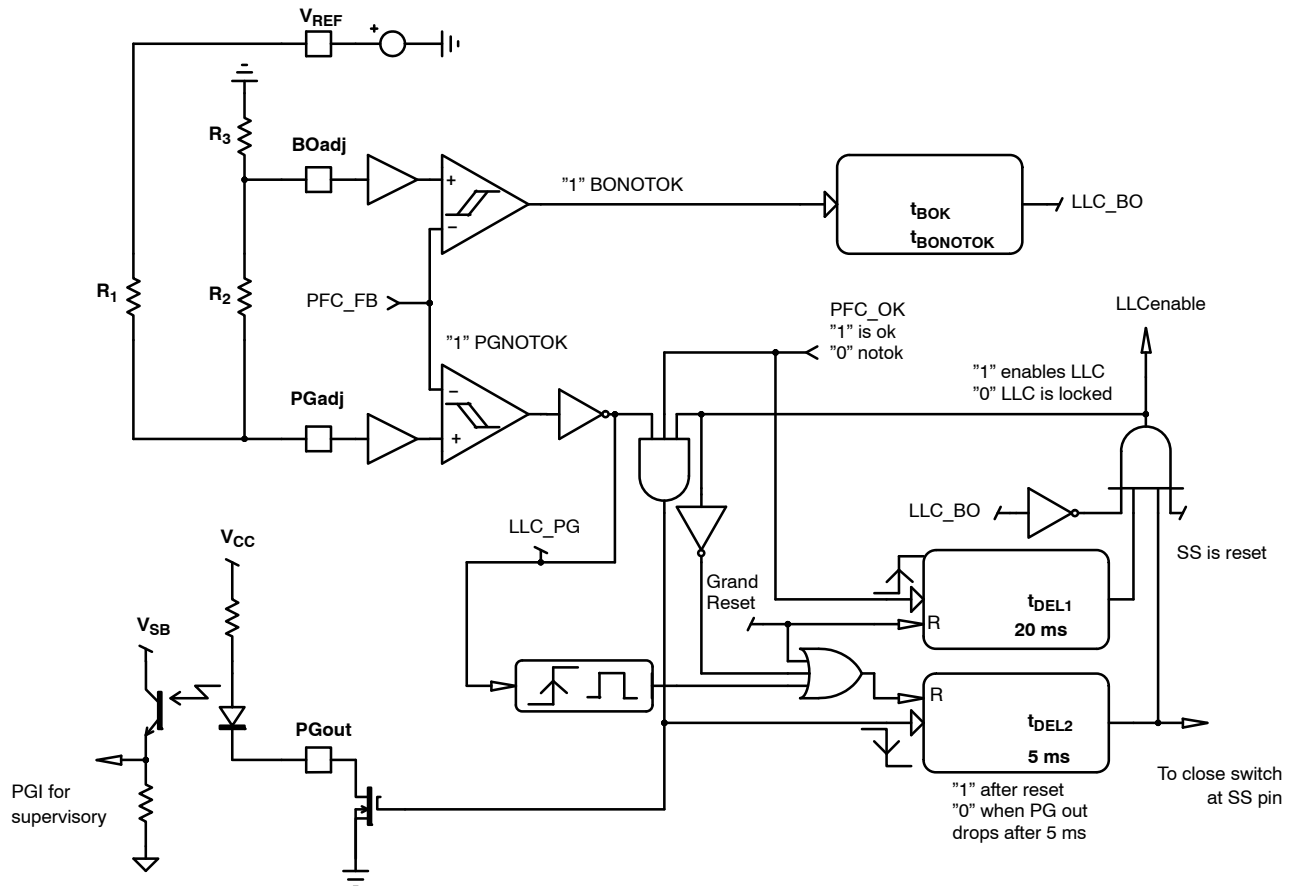 VREF
+
R3
BOadj
+
−
"1" BONOTOK
tBOK
tBONOTOK
LLC_BO
R1
R2
PFC_FB
"1" PGNOTOK
PFC_OK
"1" is ok
"0" notok
LLCenable
"1" enables LLC
"0" LLC is locked
PGadj
−
+
LLC_BO
SS is reset
LLC_PG
VCC
Grand
Reset
tDEL1
20 ms
R
VSB
R
tDEL2
5 ms
PGout
PGI for
supervisory
"1" after reset
"0" when PG out
drops after 5 ms
To close switch
at SS pin